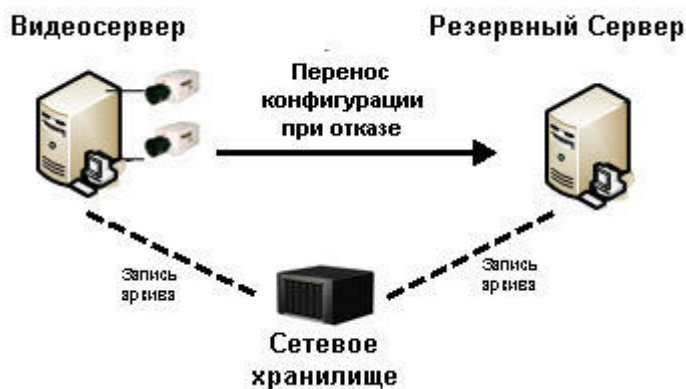 Видеосервер
Резервный Сервер
Перенос
конфигурации
при отказе
Запись
архива
Запись
архива
Сетевое
хранилище